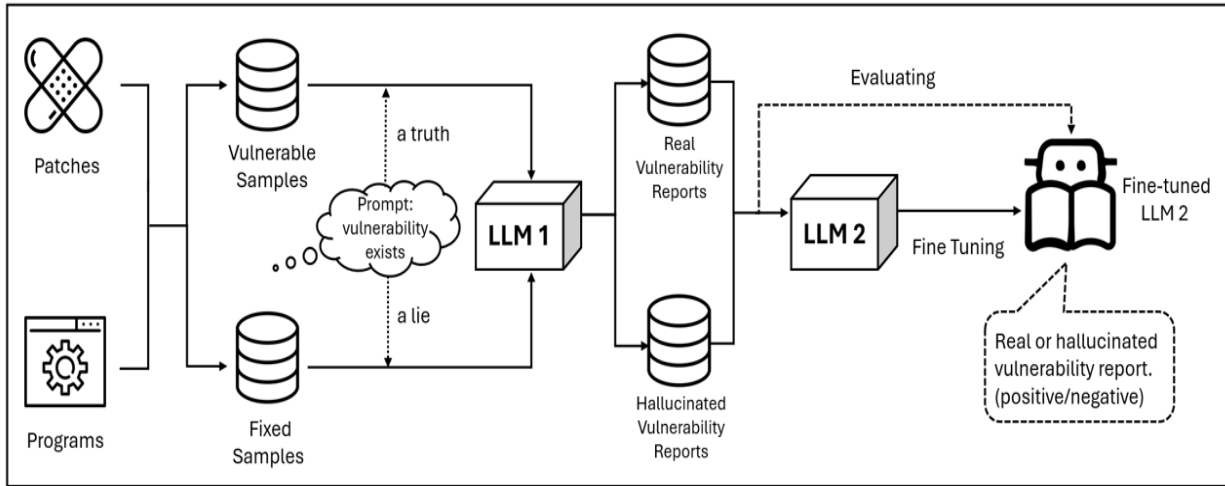 Patches
Programs
Vulnerable
Samples
Fixed
Samples
a truth
Prompt:
vulnerability
exists
a lie
LLM 1
Real
Vulnerability
Reports
Hallucinated
Vulnerability
Reports
Evaluating
LLM 2
Fine Tuning
Fine-tuned
LLM 2
Real or hallucinated
vulnerability report.
(positive/negative)